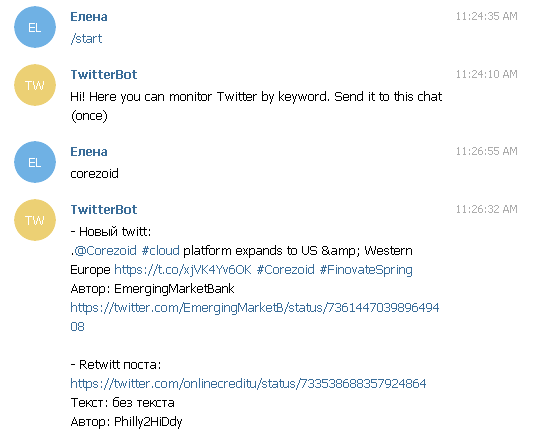 EL
Елена
11:24:35 AM
/start
TW
TwitterBot
11:24:10 AM
Hi! Here you can monitor Twitter by keyword. Send it to this chat
(once)
EL
Елена
11:26:55 AM
corezoid
TW
TwitterBot
11:26:32 AM
- Новый twitt:
.@Corezoid #cloud platform expands to US &amp; Western
Europe https://t.co/xjVK4Yv6OK #Corezoid #FinovateSpring
Автор: EmergingMarketBank
https://twitter.com/EmergingMarketB/status/7361447039896494
08
- Retwitt поста:
https://twitter.com/onlinecreditu/status/733538688357924864
Текст: без текста
Автор: Philly2HiDdy